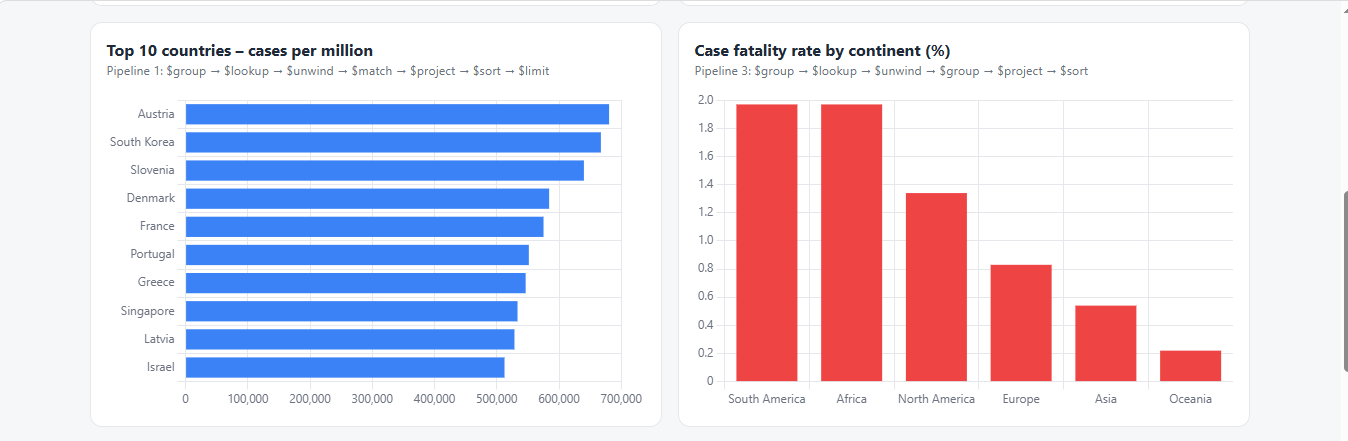 Top 10 countries – cases per million
Pipeline 1: $group → $lookup → $unwind → $match → $project → $sort → $limit
Austria
South Korea
Slovenia
Denmark
France
Portugal
Greece
Singapore
Latvia
Israel
0 100,000 200,000 300,000 400,000 500,000 600,000 700,000
Case fatality rate by continent (%)
Pipeline 3: $group → $lookup → $unwind → $group → $project → $sort
2.0
1.8
1.6
1.4
1.2
1.0
0.8
0.6
0.4
0.2
0
South America Africa North America Europe Asia Oceania